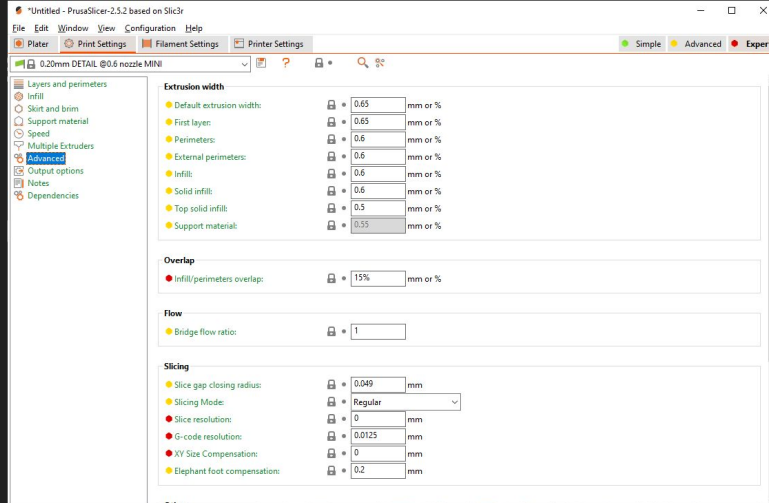 *Untitled - PrusaSlicer-2.5.2 based on Slic3r
File Edit Window View Configuration Help
Plater Print Settings Filament Settings Printer Settings Simple Advanced Exper
0.20mm DETAIL @0.6 nozzle MINI
Layers and perimeters
Infill
Skirt and brim
Support material
Speed
Multiple Extruders
Advanced
Output options
Notes
Dependencies
Extrusion width
Default extrusion width: 0.65 mm or %
First layer: 0.65 mm or %
Perimeters: 0.6 mm or %
External perimeters: 0.6 mm or %
Infill: 0.6 mm or %
Solid infill: 0.6 mm or %
Top solid infill: 0.5 mm or %
Support material: 0.55 mm or %
Overlap
Infill/perimeters overlap: 15% mm or %
Flow
Bridge flow ratio: 1
Slicing
Slice gap closing radius: 0.049 mm
Slicing Mode: Regular
Slice resolution: 0 mm
G-code resolution: 0.0125 mm
XY Size Compensation: 0 mm
Elephant foot compensation: 0.2 mm